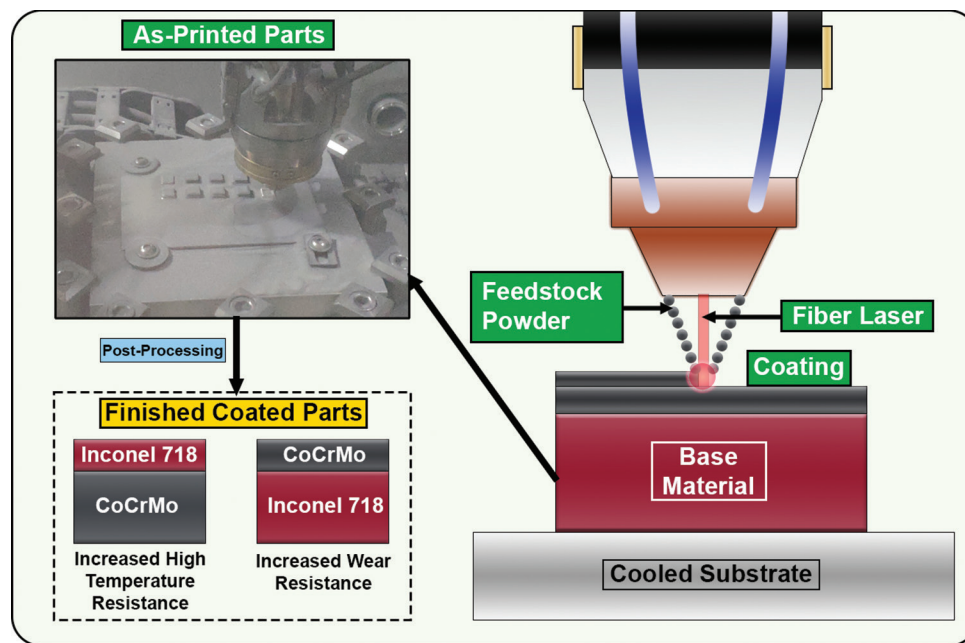 As-Printed Parts
Post-Processing
Finished Coated Parts
Inconel 718
CoCrMo
Increased High
Temperature
Resistance
CoCrMo
Inconel 718
Increased Wear
Resistance
Feedstock
Powder
Fiber Laser
Coating
Base
Material
Cooled Substrate